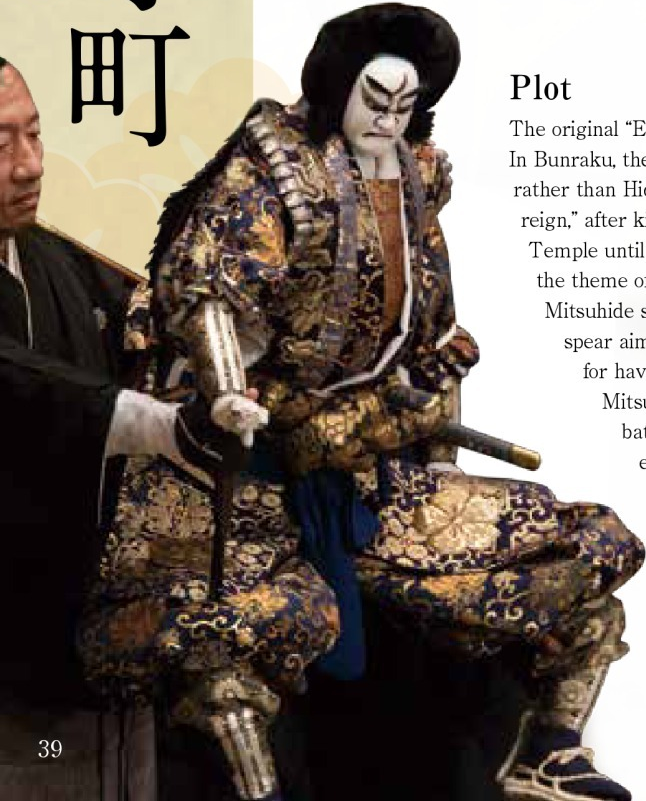 町
Plot
The original “E
In Bunraku, the
rather than Hid
reign,” after k
Temple until
the theme of
Mitsuhide s
spear aim
for hav
Mitsu
bat
e
39